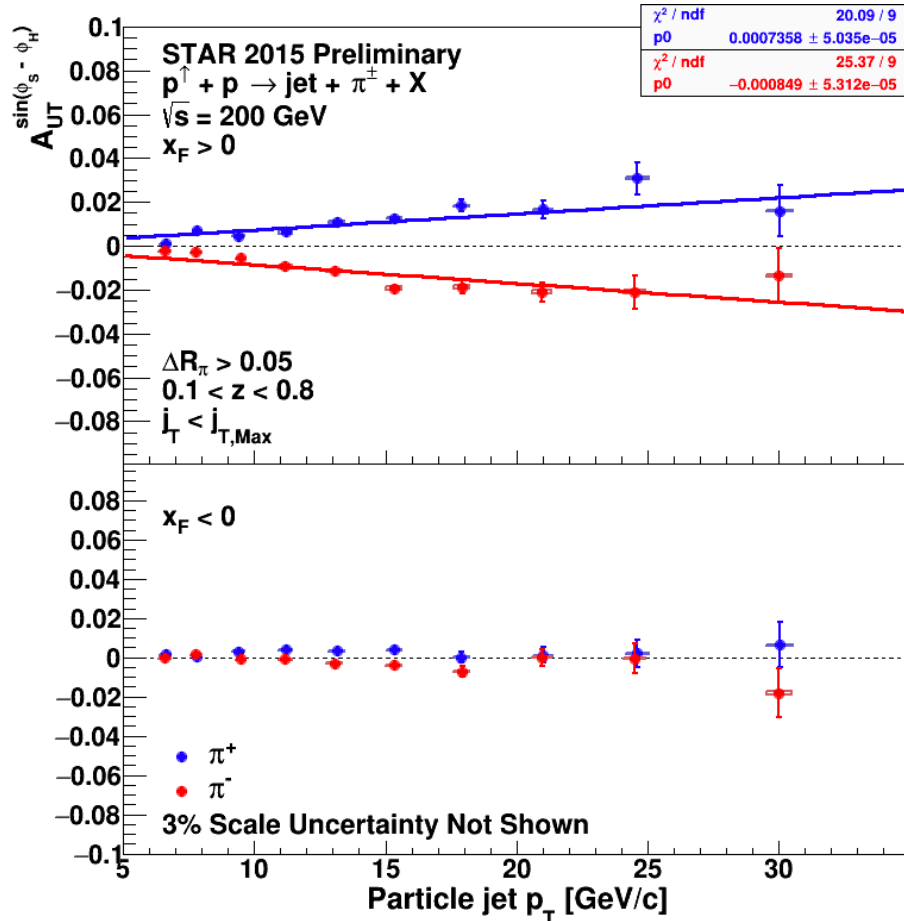 χ² / ndf 20.09 / 9
p0 0.0007358 ± 5.035e−05
χ² / ndf 25.37 / 9
p0 −0.000849 ± 5.312e−05
A_UT^sin(ϕ_S - ϕ_H)
STAR 2015 Preliminary
p↑ + p → jet + π± + X
√s = 200 GeV
x_F > 0
0.1
0.08
0.06
0.04
0.02
0
−0.02
−0.04
−0.06
−0.08
ΔR_π > 0.05
0.1 < z < 0.8
j_T < j_T,Max
x_F < 0
0.08
0.06
0.04
0.02
0
−0.02
−0.04
−0.06
−0.08
−0.1
π⁺
π⁻
3% Scale Uncertainty Not Shown
5 10 15 20 25 30
Particle jet p_T [GeV/c]